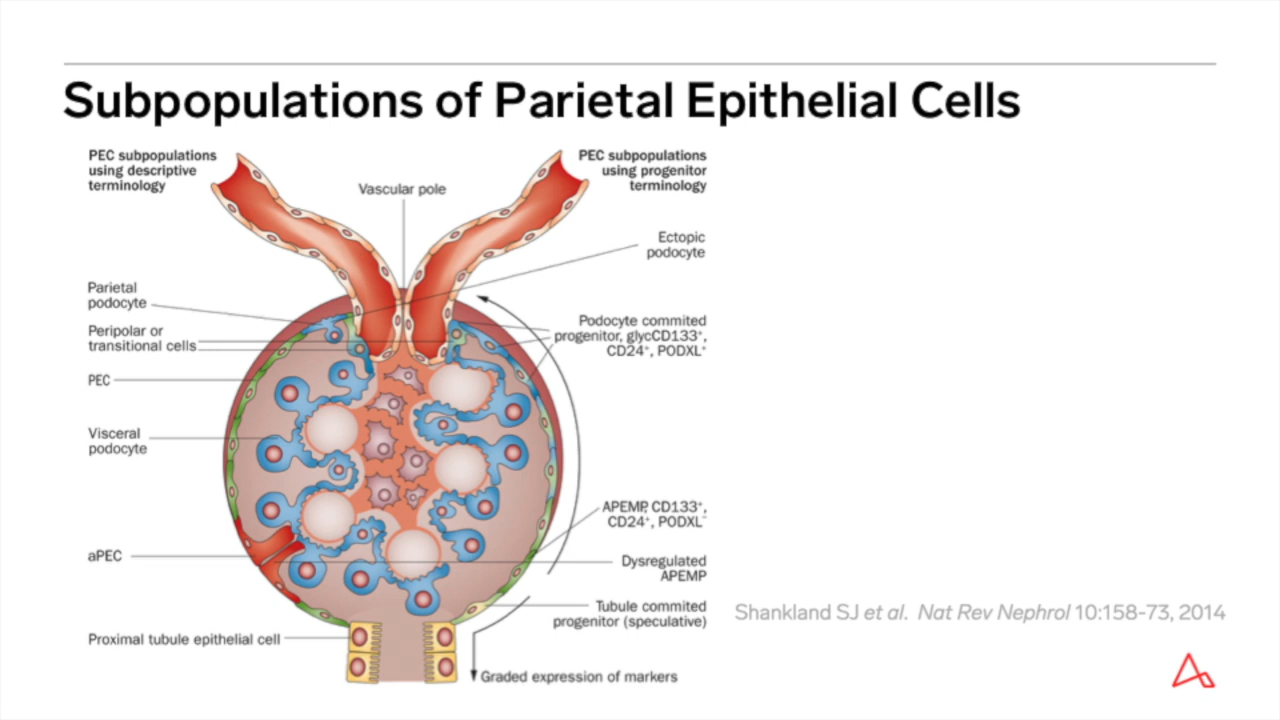 Subpopulations of Parietal Epithelial Cells
PEC subpopulations
using descriptive
terminology
Vascular pole
PEC subpopulations
using progenitor
terminology
Ectopic
podocyte
Parietal
podocyte
Peripolar or
transitional cells
PEC
Visceral
podocyte
aPEC
Proximal tubule epithelial cell
Podocyte commited
progenitor, glycCD133⁺,
CD24⁺, PODXL⁺
APEMP, CD133⁺,
CD24⁺, PODXL⁻
Dysregulated
APEMP
Tubule commited
progenitor (speculative)
Graded expression of markers
Shankland SJ et al. Nat Rev Nephrol 10:158-73, 2014